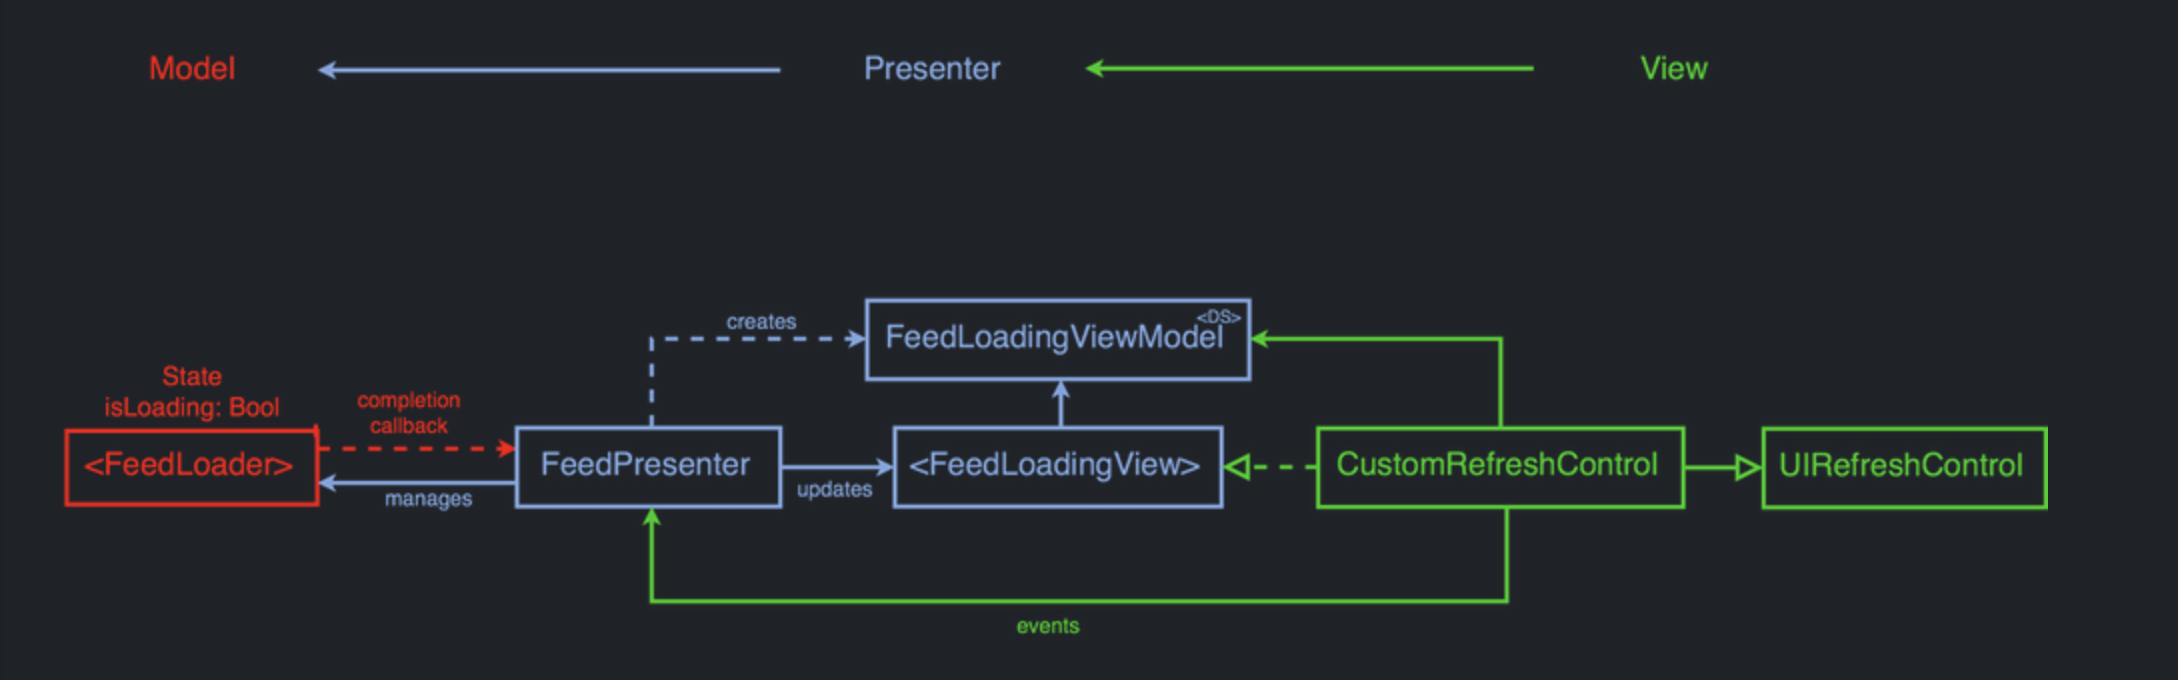 Model
Presenter
View
creates
<DS>
FeedLoadingViewModel
State
isLoading: Bool
completion
callback
<FeedLoader>
manages
FeedPresenter
updates
<FeedLoadingView>
CustomRefreshControl
UIRefreshControl
events